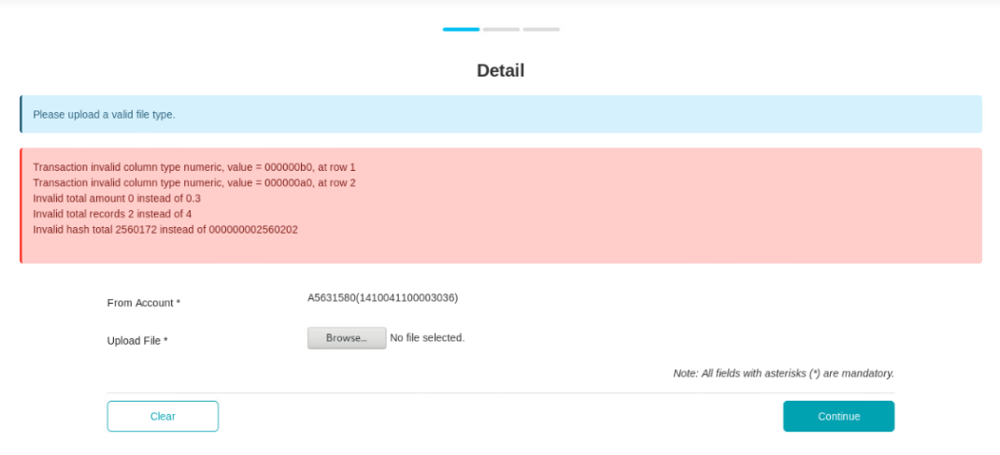 Detail
Please upload a valid file type.
Transaction invalid column type numeric, value = 000000b0, at row 1
Transaction invalid column type numeric, value = 000000a0, at row 2
Invalid total amount 0 instead of 0.3
Invalid total records 2 instead of 4
Invalid hash total 2560172 instead of 000000002560202
From Account *
A5631580(1410041100003036)
Upload File *
Browse... No file selected.
Note: All fields with asterisks (*) are mandatory.
Clear
Continue